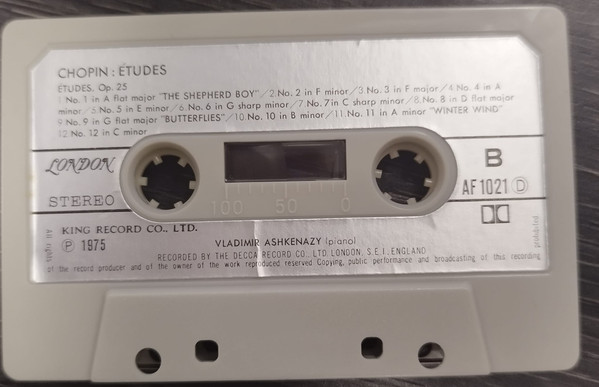 CHOPIN : ETUDES
ETUDES. Op. 25
1 No. 1 in A flat major "THE SHEPHERD BOY"/2.No. 2 in F minor/3 No. 3 in F major/4.No. 4 in A
minor/5.No. 5 in E minor/6.No. 6 in G sharp minor/7.No. 7 in C sharp minor/8.No. 8 in D flat major
9 No. 9 in G flat major "BUTTERFLIES"/10.No. 10 in B minor/11.No. 11 in A minor "WINTER WIND"
12 No. 12 in C minor
LONDON
STEREO
B
AF 1021 D
100 50 0
KING RECORD CO., LTD.
P 1975
VLADIMIR ASHKENAZY (piano)
RECORDED BY THE DECCA RECORD CO., LTD. LONDON, S.E.I. ENGLAND
All rights of the record producer and of the owner of the work reproduced reserved Copying, public performance and broadcasting of this recording prohibited